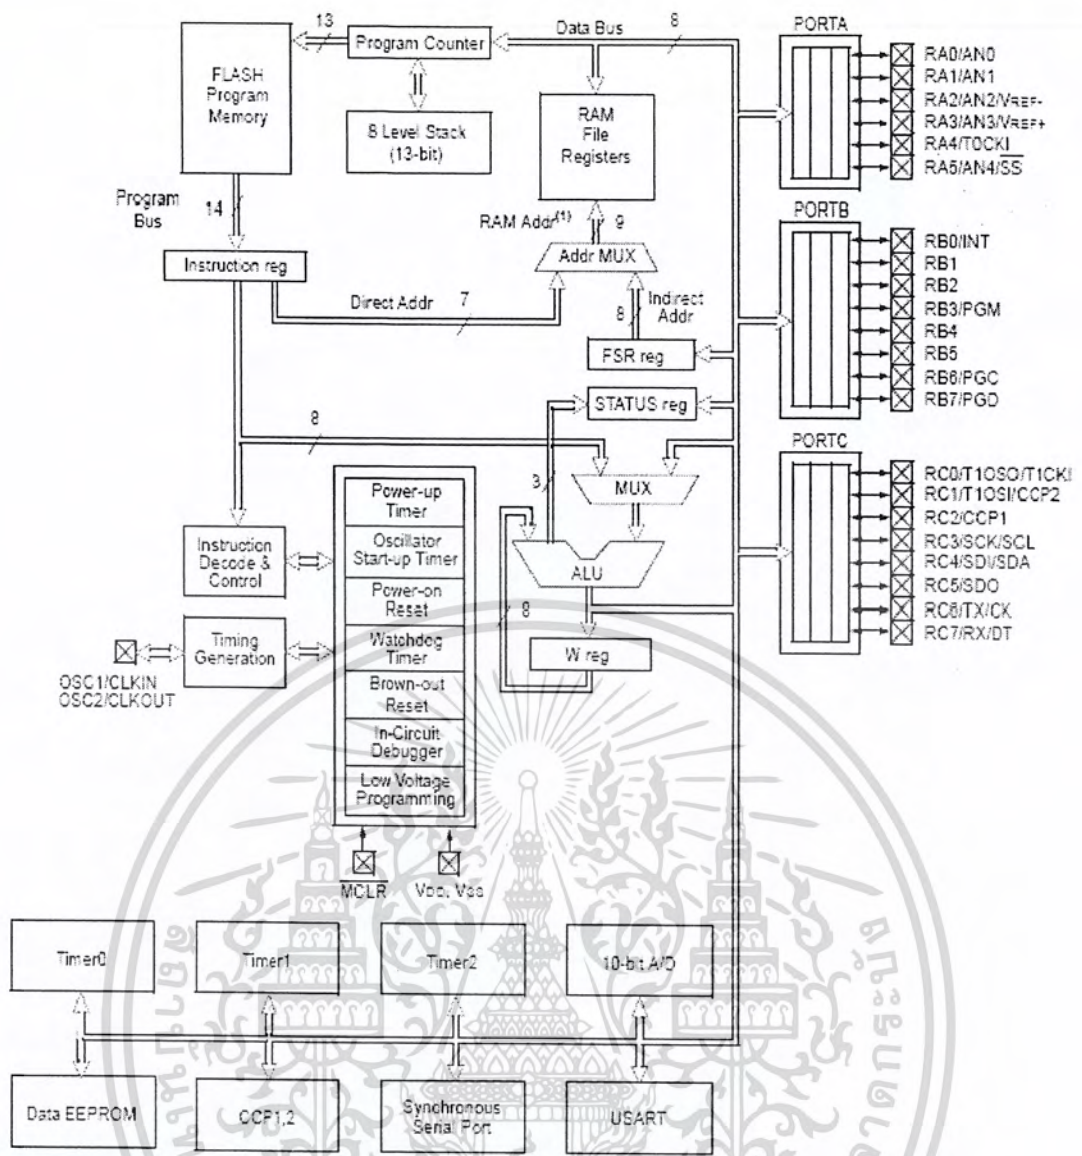 13
Program Counter
Data Bus
8
PORTA
FLASH
Program
Memory
8 Level Stack
(13-bit)
RAM
File
Registers
RA0/AN0
RA1/AN1
RA2/AN2/VREF-
RA3/AN3/VREF+
RA4/T0CKI
RA5/AN4/SS
Program
Bus
14
RAM Addr(1)
9
PORTB
Instruction reg
Addr MUX
RB0/INT
RB1
RB2
RB3/PGM
RB4
RB5
RB6/PGC
RB7/PGD
Direct Addr
7
8
Indirect
Addr
FSR reg
STATUS reg
8
3
MUX
PORTC
RC0/T1OSO/T1CKI
RC1/T1OSI/CCP2
RC2/CCP1
RC3/SCK/SCL
RC4/SDI/SDA
RC5/SDO
RC6/TX/CK
RC7/RX/DT
Power-up
Timer
Instruction
Decode &
Control
Oscillator
Start-up Timer
ALU
Power-on
Reset
8
Timing
Generation
Watchdog
Timer
W reg
OSC1/CLKIN
OSC2/CLKOUT
Brown-out
Reset
In-Circuit
Debugger
Low Voltage
Programming
MCLR
VDD, VSS
Timer0
Timer1
Timer2
10-bit A/D
Data EEPROM
CCP1,2
Synchronous
Serial Port
USART